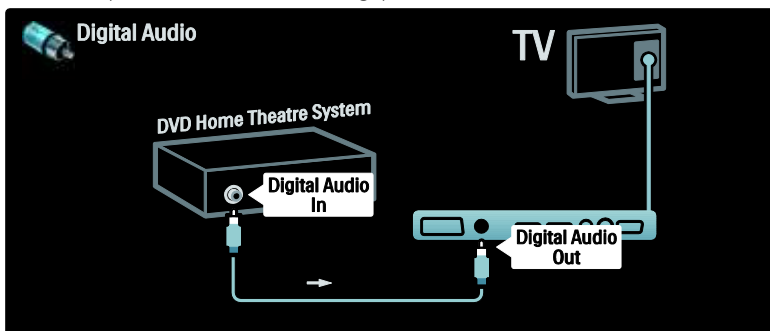 Digital Audio
TV
DVD Home Theatre System
Digital Audio
In
Digital Audio
Out